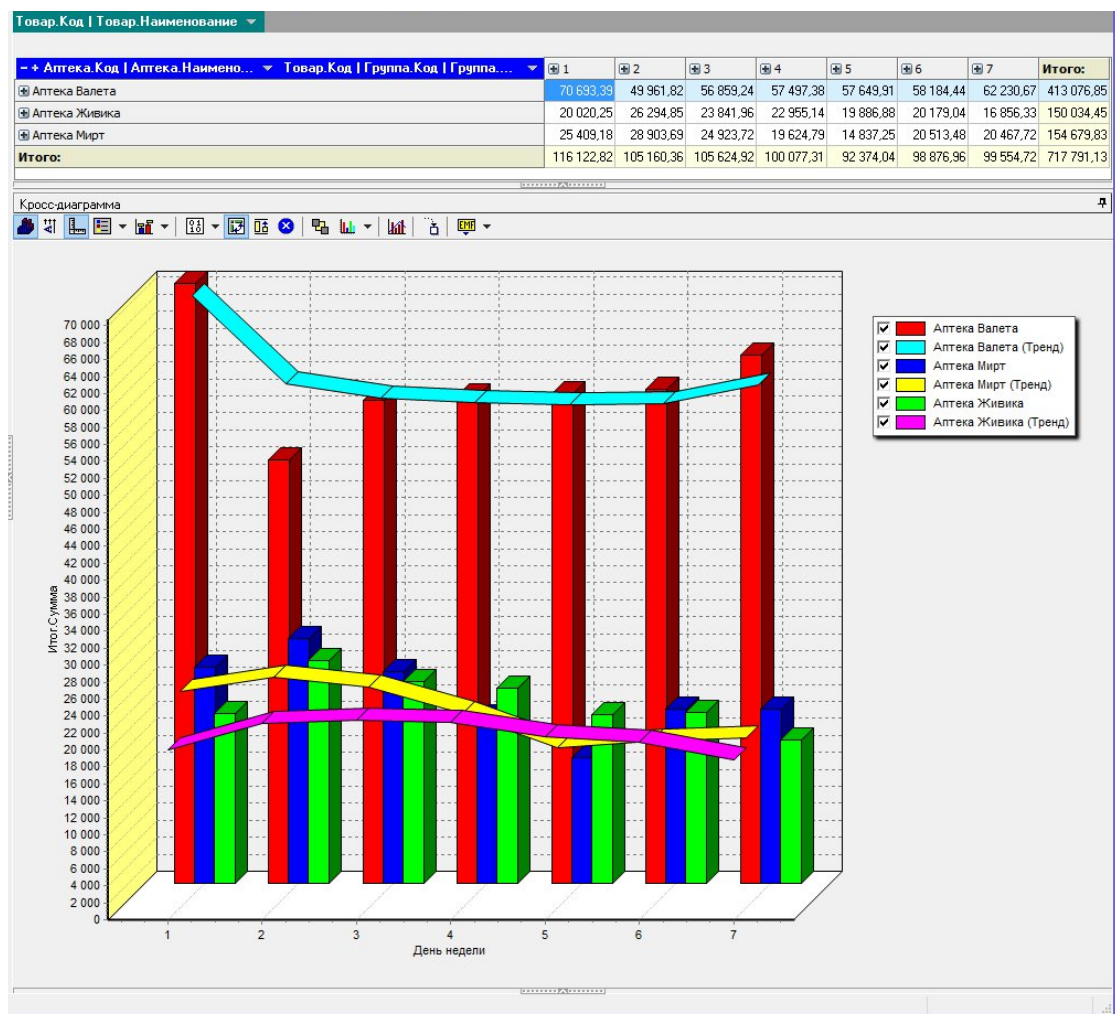 Товар.Код | Товар.Наименование
− + Аптека.Код | Аптека.Наимено... Товар.Код | Группа.Код | Группа.... 1 2 3 4 5 6 7 Итого:
Аптека Валета 70 693,39 49 961,82 56 859,24 57 497,38 57 649,91 58 184,44 62 230,67 413 076,85
Аптека Живика 20 020,25 26 294,85 23 841,96 22 955,14 19 886,88 20 179,04 16 856,33 150 034,45
Аптека Мирт 25 409,18 28 903,69 24 923,72 19 624,79 14 837,25 20 513,48 20 467,72 154 679,83
Итого: 116 122,82 105 160,36 105 624,92 100 077,31 92 374,04 98 876,96 99 554,72 717 791,13
Кросс-диаграмма
EMF
70 000
68 000
66 000
64 000
62 000
60 000
58 000
56 000
54 000
52 000
50 000
48 000
46 000
44 000
42 000
40 000
38 000
36 000
34 000
32 000
30 000
28 000
26 000
24 000
22 000
20 000
18 000
16 000
14 000
12 000
10 000
8 000
6 000
4 000
2 000
0
Итог.Сумма
1 2 3 4 5 6 7
День недели
Аптека Валета
Аптека Валета (Тренд)
Аптека Мирт
Аптека Мирт (Тренд)
Аптека Живика
Аптека Живика (Тренд)